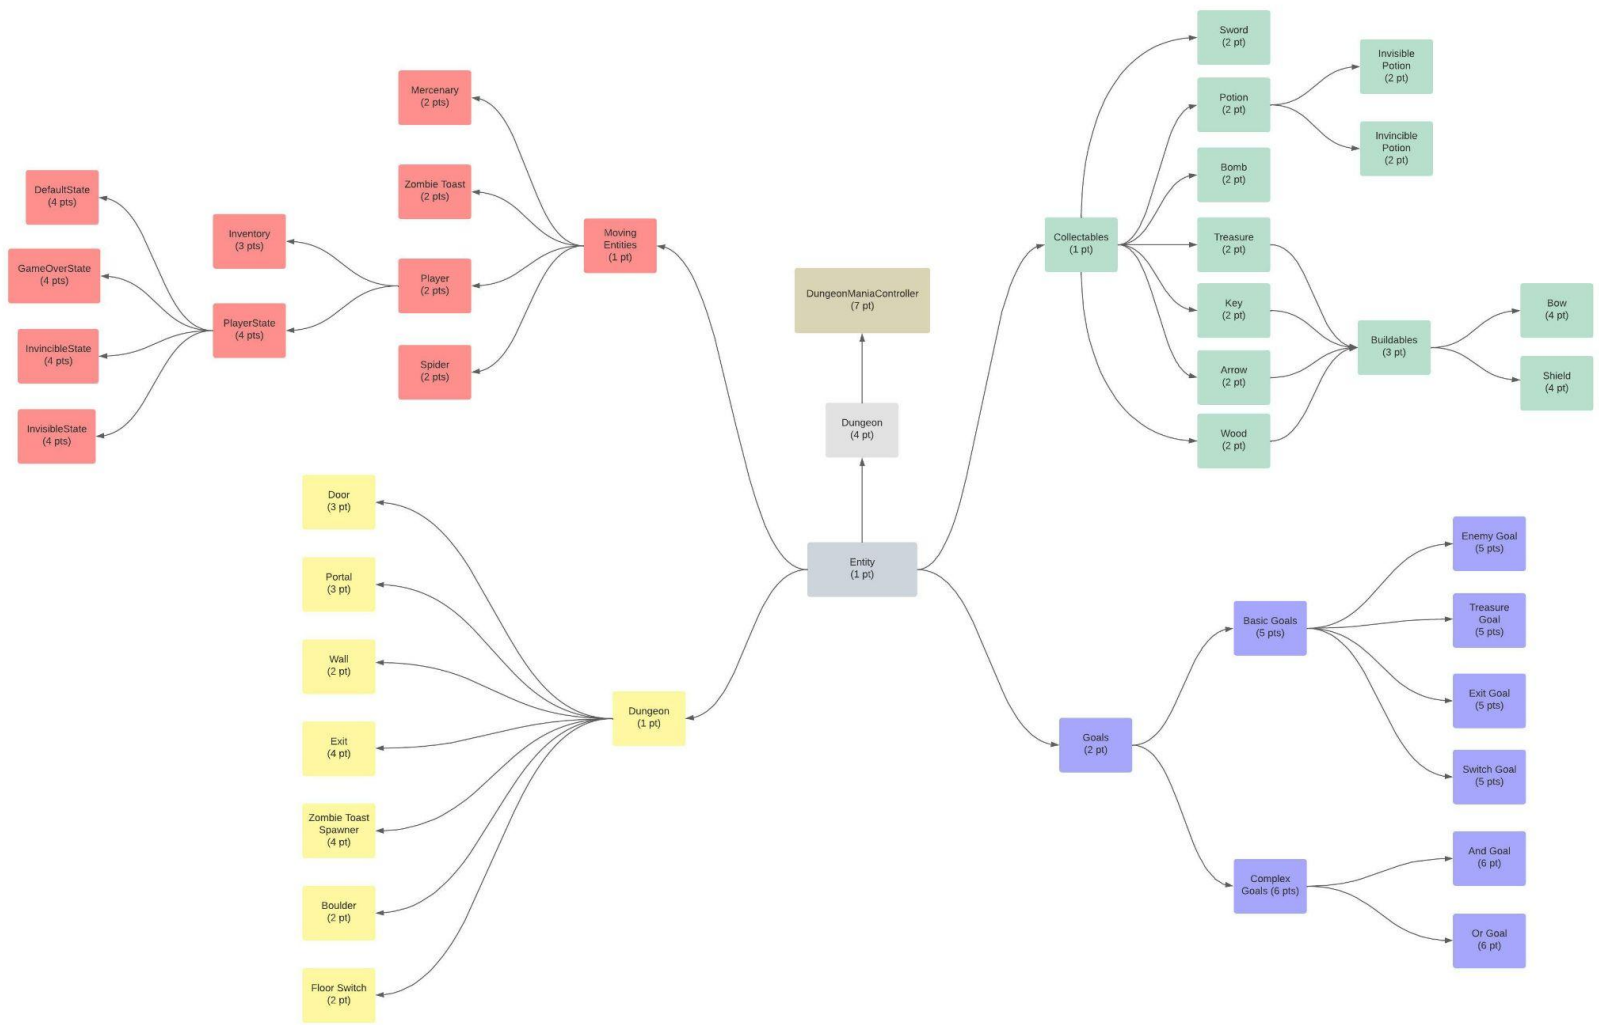 Sword
(2 pt)
Invisible
Potion
(2 pt)
Mercenary
(2 pts)
Potion
(2 pt)
Invincible
Potion
(2 pt)
Bomb
(2 pt)
Zombie Toast
(2 pts)
DefaultState
(4 pts)
Inventory
(3 pts)
Moving
Entities
(1 pt)
Collectables
(1 pt)
Treasure
(2 pt)
GameOverState
(4 pts)
Player
(2 pts)
DungeonManiaController
(7 pt)
Key
(2 pt)
Bow
(4 pt)
PlayerState
(4 pts)
Buildables
(3 pt)
InvincibleState
(4 pts)
Spider
(2 pts)
Arrow
(2 pt)
Shield
(4 pt)
InvisibleState
(4 pts)
Dungeon
(4 pt)
Wood
(2 pt)
Door
(3 pt)
Enemy Goal
(5 pts)
Entity
(1 pt)
Portal
(3 pt)
Basic Goals
(5 pts)
Treasure
Goal
(5 pts)
Wall
(2 pt)
Exit Goal
(5 pts)
Dungeon
(1 pt)
Exit
(4 pt)
Goals
(2 pt)
Switch Goal
(5 pts)
Zombie Toast
Spawner
(4 pt)
And Goal
(6 pt)
Complex
Goals (6 pts)
Boulder
(2 pt)
Or Goal
(6 pt)
Floor Switch
(2 pt)